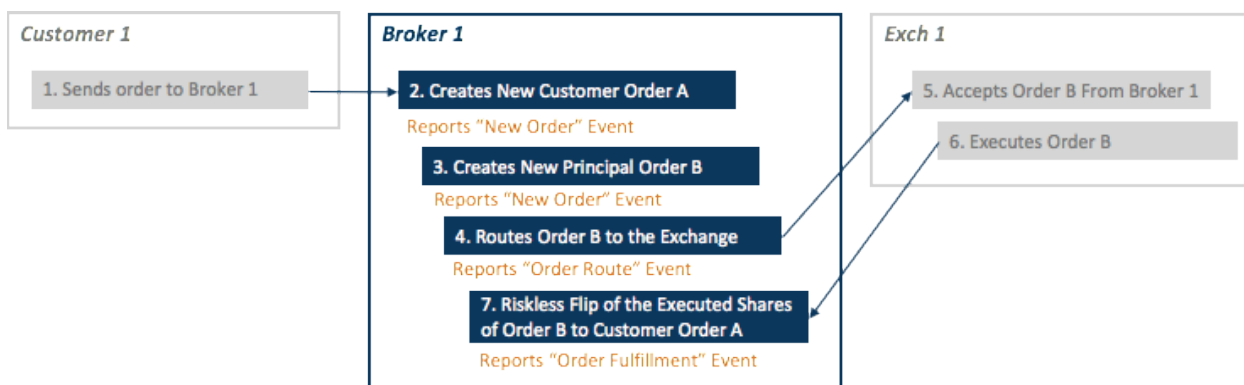 Customer 1
1. Sends order to Broker 1
Broker 1
2. Creates New Customer Order A
Reports "New Order" Event
3. Creates New Principal Order B
Reports "New Order" Event
4. Routes Order B to the Exchange
Reports "Order Route" Event
7. Riskless Flip of the Executed Shares
of Order B to Customer Order A
Reports "Order Fulfillment" Event
Exch 1
5. Accepts Order B From Broker 1
6. Executes Order B